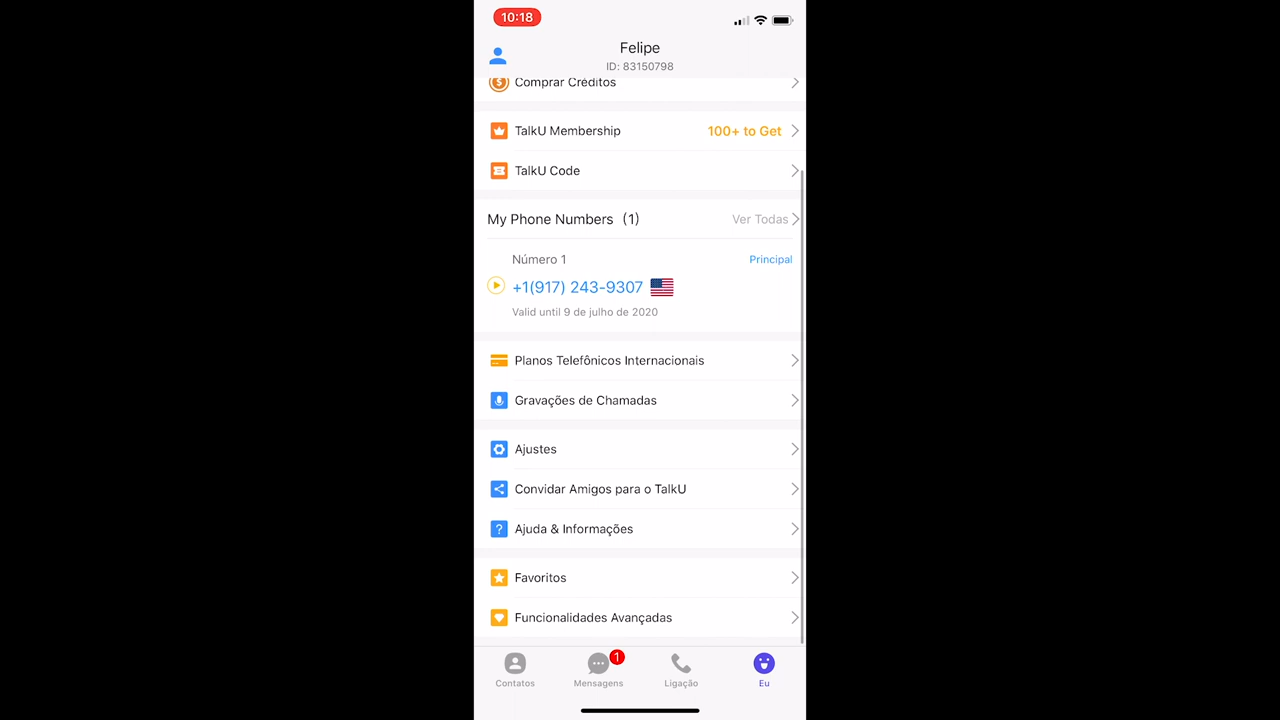 10:18
Felipe
ID: 83150798
Comprar Créditos
TalkU Membership 100+ to Get
TalkU Code
My Phone Numbers (1) Ver Todas
Número 1 Principal
+1(917) 243-9307
Valid until 9 de julho de 2020
Planos Telefônicos Internacionais
Gravações de Chamadas
Ajustes
Convidar Amigos para o TalkU
Ajuda & Informações
Favoritos
Funcionalidades Avançadas
1
Contatos Mensagens Ligação Eu